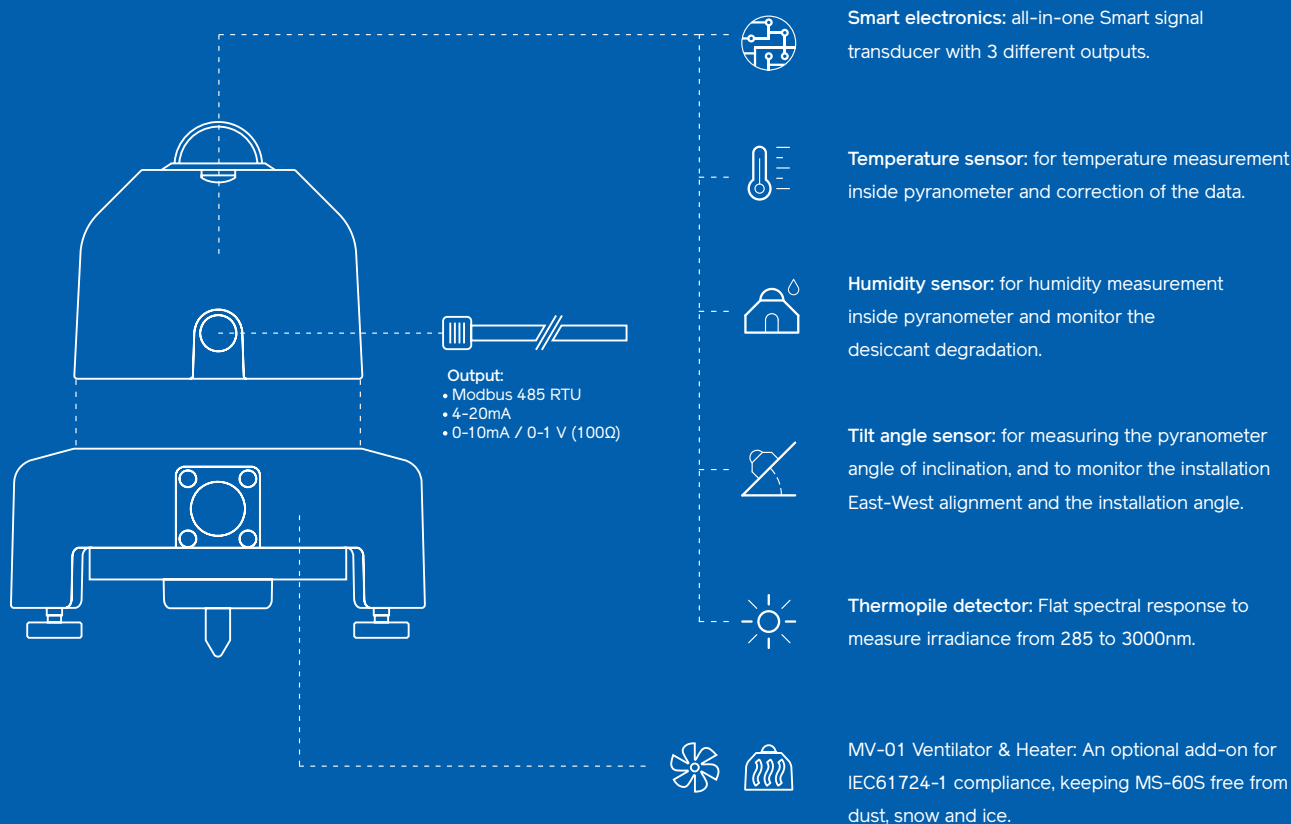 Smart electronics: all-in-one Smart signal
transducer with 3 different outputs.
Temperature sensor: for temperature measurement
inside pyranometer and correction of the data.
Humidity sensor: for humidity measurement
inside pyranometer and monitor the
desiccant degradation.
Output:
• Modbus 485 RTU
• 4-20mA
• 0-10mA / 0-1 V (100Ω)
Tilt angle sensor: for measuring the pyranometer
angle of inclination, and to monitor the installation
East-West alignment and the installation angle.
Thermopile detector: Flat spectral response to
measure irradiance from 285 to 3000nm.
MV-01 Ventilator & Heater: An optional add-on for
IEC61724-1 compliance, keeping MS-60S free from
dust, snow and ice.